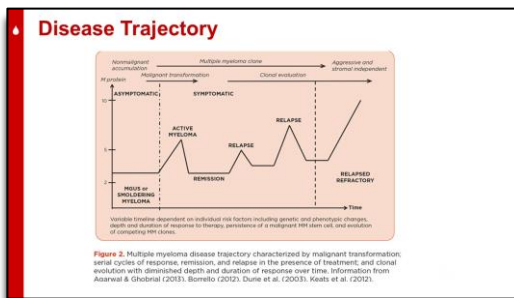 Disease Trajectory
Nonmalignant accumulation
Multiple myeloma clone
Aggressive and stromal independent
M protein
Malignant transformation
Clonal evaluation
ASYMPTOMATIC
SYMPTOMATIC
10
ACTIVE MYELOMA
RELAPSE
RELAPSE
5
REMISSION
RELAPSED REFRACTORY
2
MGUS or SMOLDERING MYELOMA
Time
Variable timeline dependent on individual risk factors including genetic and phenotypic changes,
depth and duration of response to therapy, persistence of a malignant MM stem cell, and evolution
of competing MM clones.
Figure 2. Multiple myeloma disease trajectory characterized by malignant transformation;
serial cycles of response, remission, and relapse in the presence of treatment; and clonal
evolution with diminished depth and duration of response over time. Information from
Agarwal & Ghobrial (2013). Borrello (2012). Durie et al. (2003). Keats et al. (2012).